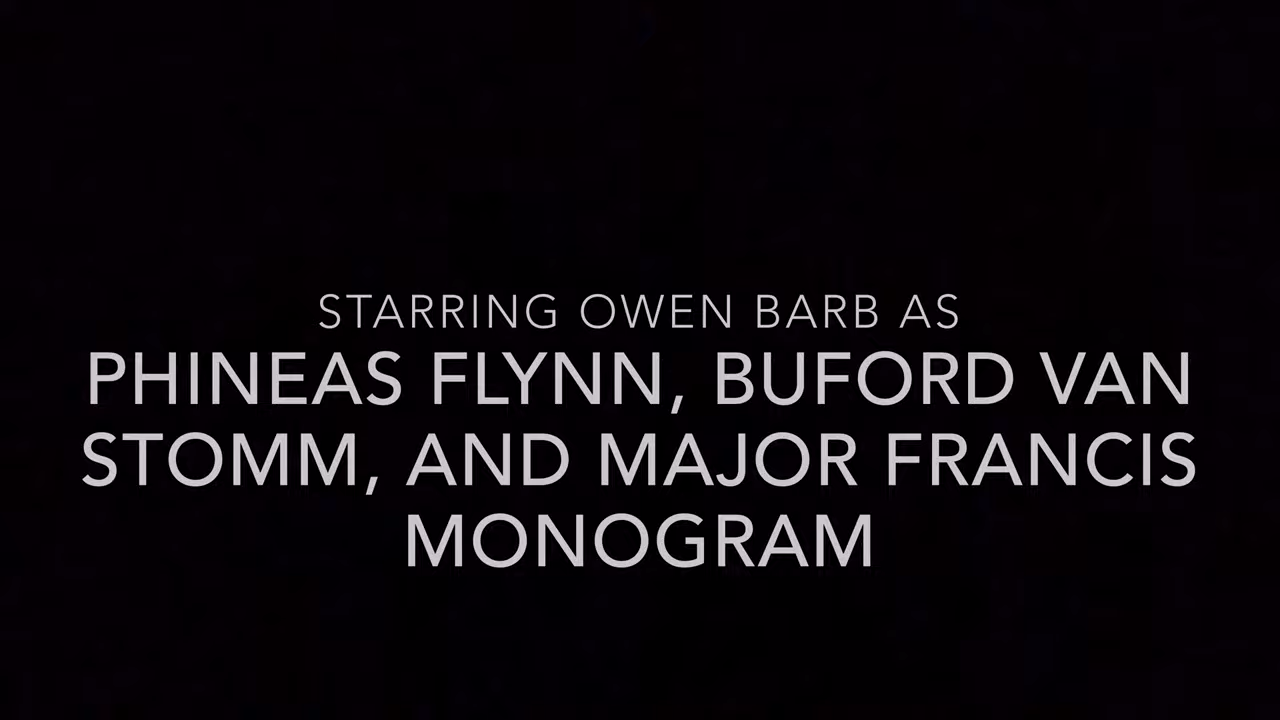 STARRING OWEN BARB AS
PHINEAS FLYNN, BUFORD VAN
STOMM, AND MAJOR FRANCIS
MONOGRAM